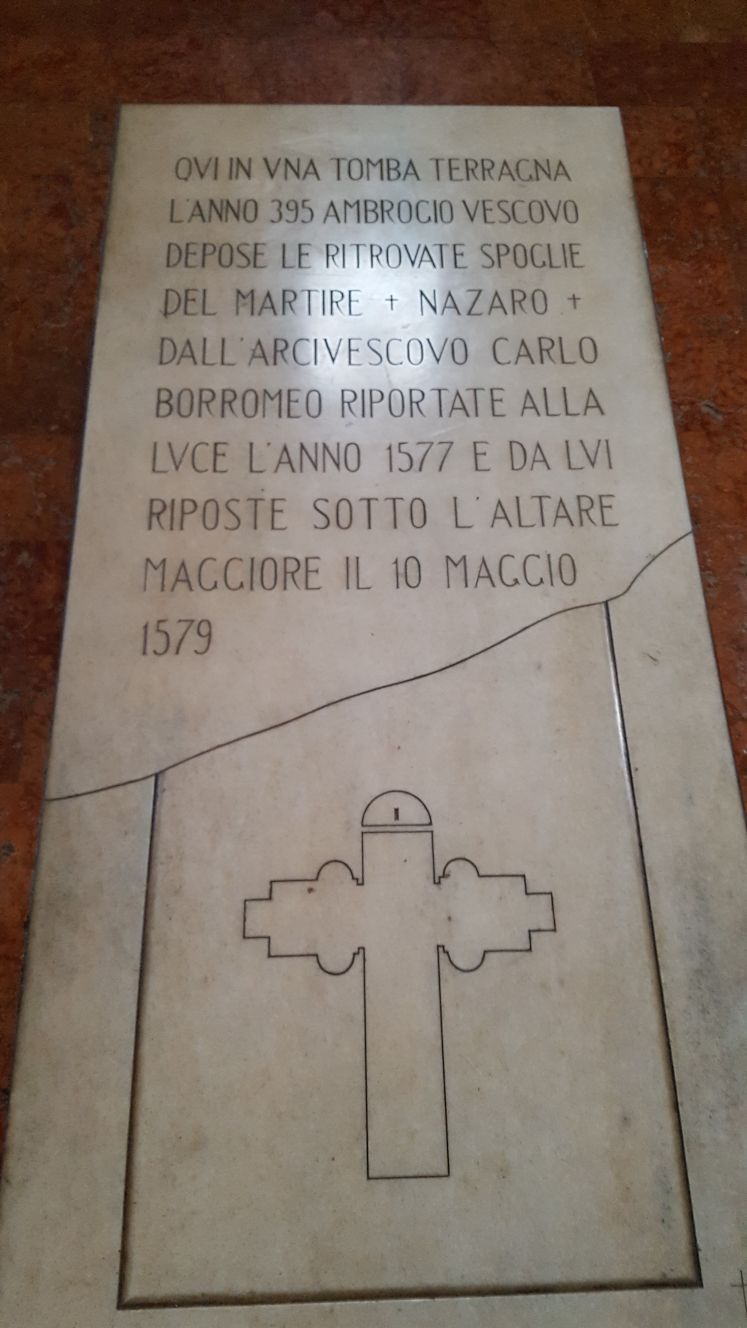 QVI IN VNA TOMBA TERRAGNA
L'ANNO 395 AMBROGIO VESCOVO
DEPOSE LE RITROVATE SPOGLIE
DEL MARTIRE + NAZARO +
DALL'ARCIVESCOVO CARLO
BORROMEO RIPORTATE ALLA
LVCE L'ANNO 1577 E DA LVI
RIPOSTE SOTTO L'ALTARE
MAGGIORE IL 10 MAGGIO
1579